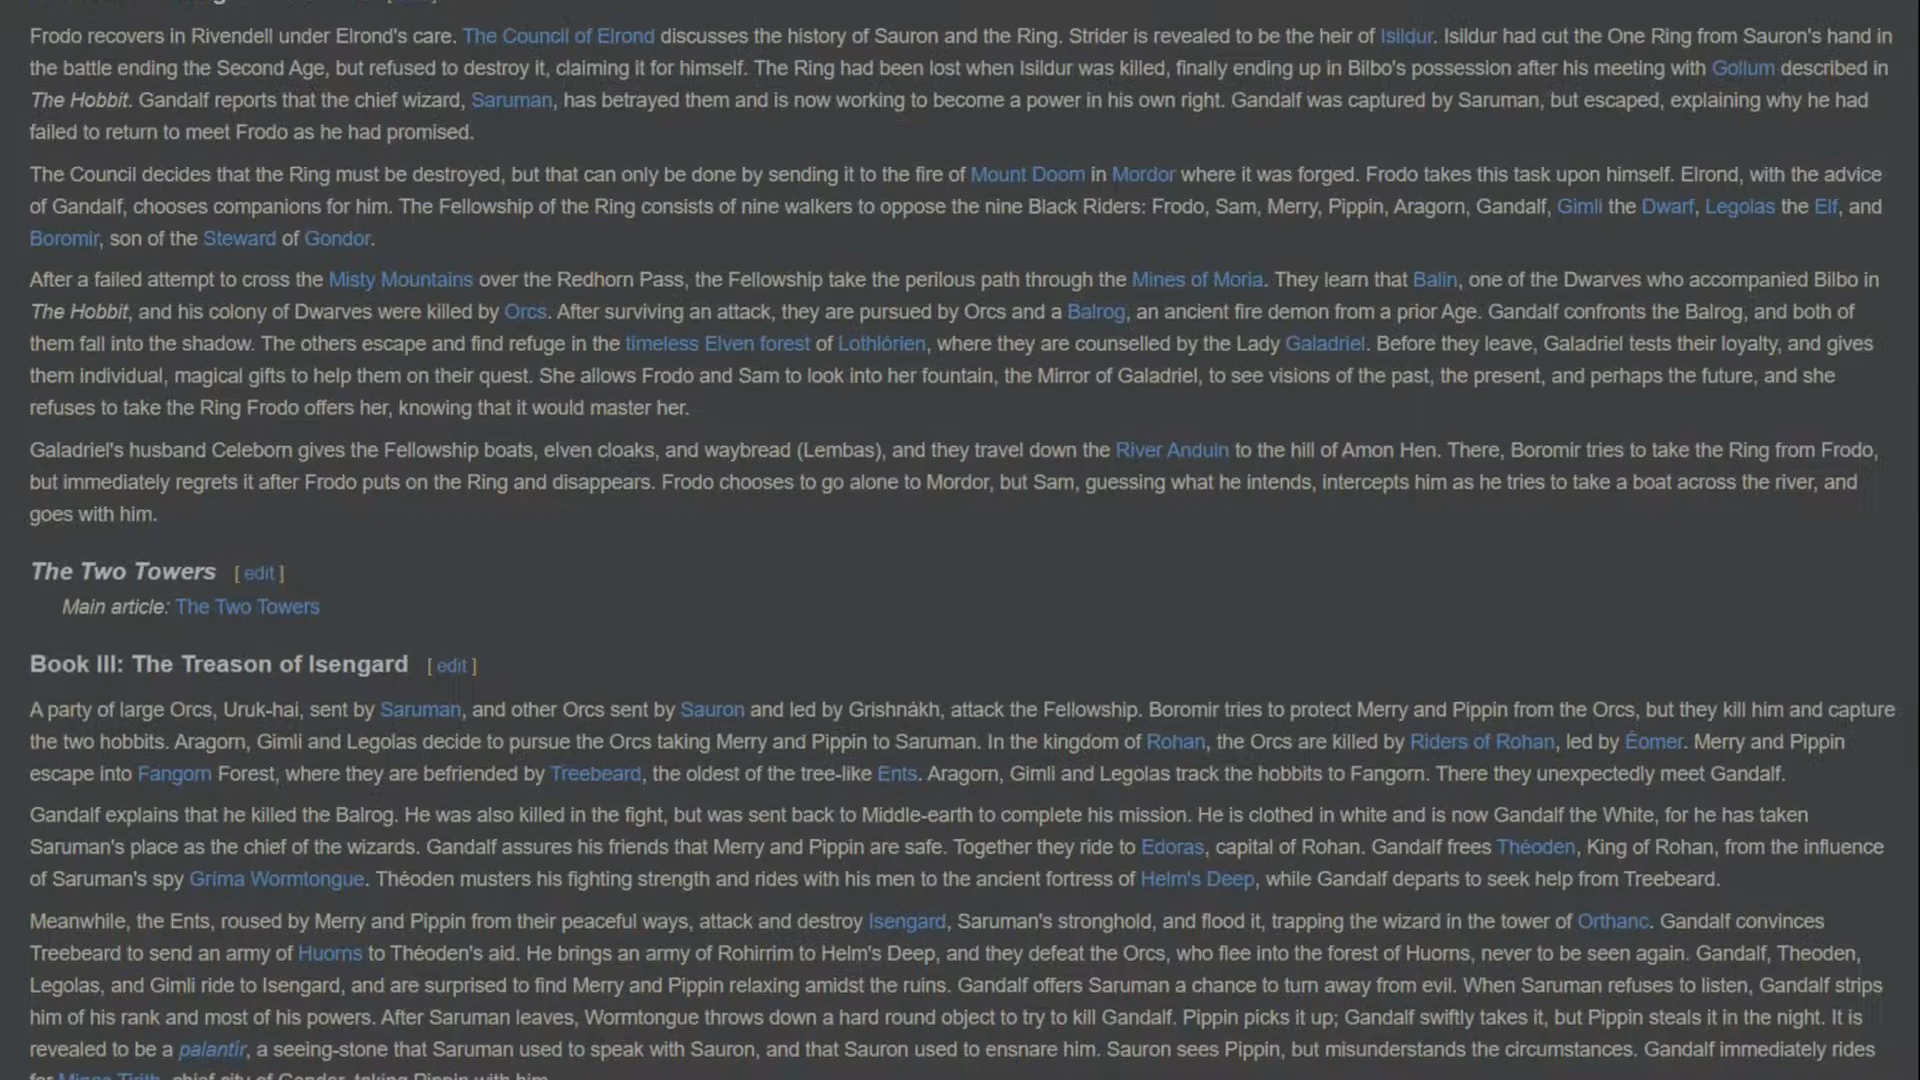 Frodo recovers in Rivendell under Elrond's care. The Council of Elrond discusses the history of Sauron and the Ring. Strider is revealed to be the heir of Isildur. Isildur had cut the One Ring from Sauron's hand in
the battle ending the Second Age, but refused to destroy it, claiming it for himself. The Ring had been lost when Isildur was killed, finally ending up in Bilbo's possession after his meeting with Gollum described in
The Hobbit. Gandalf reports that the chief wizard, Saruman, has betrayed them and is now working to become a power in his own right. Gandalf was captured by Saruman, but escaped, explaining why he had
failed to return to meet Frodo as he had promised.
The Council decides that the Ring must be destroyed, but that can only be done by sending it to the fire of Mount Doom in Mordor where it was forged. Frodo takes this task upon himself. Elrond, with the advice
of Gandalf, chooses companions for him. The Fellowship of the Ring consists of nine walkers to oppose the nine Black Riders: Frodo, Sam, Merry, Pippin, Aragorn, Gandalf, Gimli the Dwarf, Legolas the Elf, and
Boromir, son of the Steward of Gondor.
After a failed attempt to cross the Misty Mountains over the Redhorn Pass, the Fellowship take the perilous path through the Mines of Moria. They learn that Balin, one of the Dwarves who accompanied Bilbo in
The Hobbit, and his colony of Dwarves were killed by Orcs. After surviving an attack, they are pursued by Orcs and a Balrog, an ancient fire demon from a prior Age. Gandalf confronts the Balrog, and both of
them fall into the shadow. The others escape and find refuge in the timeless Elven forest of Lothlórien, where they are counselled by the Lady Galadriel. Before they leave, Galadriel tests their loyalty, and gives
them individual, magical gifts to help them on their quest. She allows Frodo and Sam to look into her fountain, the Mirror of Galadriel, to see visions of the past, the present, and perhaps the future, and she
refuses to take the Ring Frodo offers her, knowing that it would master her.
Galadriel's husband Celeborn gives the Fellowship boats, elven cloaks, and waybread (Lembas), and they travel down the River Anduin to the hill of Amon Hen. There, Boromir tries to take the Ring from Frodo,
but immediately regrets it after Frodo puts on the Ring and disappears. Frodo chooses to go alone to Mordor, but Sam, guessing what he intends, intercepts him as he tries to take a boat across the river, and
goes with him.
The Two Towers [ edit ]
Main article: The Two Towers
Book III: The Treason of Isengard [ edit ]
A party of large Orcs, Uruk-hai, sent by Saruman, and other Orcs sent by Sauron and led by Grishnákh, attack the Fellowship. Boromir tries to protect Merry and Pippin from the Orcs, but they kill him and capture
the two hobbits. Aragorn, Gimli and Legolas decide to pursue the Orcs taking Merry and Pippin to Saruman. In the kingdom of Rohan, the Orcs are killed by Riders of Rohan, led by Éomer. Merry and Pippin
escape into Fangorn Forest, where they are befriended by Treebeard, the oldest of the tree-like Ents. Aragorn, Gimli and Legolas track the hobbits to Fangorn. There they unexpectedly meet Gandalf.
Gandalf explains that he killed the Balrog. He was also killed in the fight, but was sent back to Middle-earth to complete his mission. He is clothed in white and is now Gandalf the White, for he has taken
Saruman's place as the chief of the wizards. Gandalf assures his friends that Merry and Pippin are safe. Together they ride to Edoras, capital of Rohan. Gandalf frees Théoden, King of Rohan, from the influence
of Saruman's spy Gríma Wormtongue. Théoden musters his fighting strength and rides with his men to the ancient fortress of Helm's Deep, while Gandalf departs to seek help from Treebeard.
Meanwhile, the Ents, roused by Merry and Pippin from their peaceful ways, attack and destroy Isengard, Saruman's stronghold, and flood it, trapping the wizard in the tower of Orthanc. Gandalf convinces
Treebeard to send an army of Huorns to Théoden's aid. He brings an army of Rohirrim to Helm's Deep, and they defeat the Orcs, who flee into the forest of Huorns, never to be seen again. Gandalf, Theoden,
Legolas, and Gimli ride to Isengard, and are surprised to find Merry and Pippin relaxing amidst the ruins. Gandalf offers Saruman a chance to turn away from evil. When Saruman refuses to listen, Gandalf strips
him of his rank and most of his powers. After Saruman leaves, Wormtongue throws down a hard round object to try to kill Gandalf. Pippin picks it up; Gandalf swiftly takes it, but Pippin steals it in the night. It is
revealed to be a palantír, a seeing-stone that Saruman used to speak with Sauron, and that Sauron used to ensnare him. Sauron sees Pippin, but misunderstands the circumstances. Gandalf immediately rides
for Minas Tirith, chief city of Gondor, taking Pippin with him.